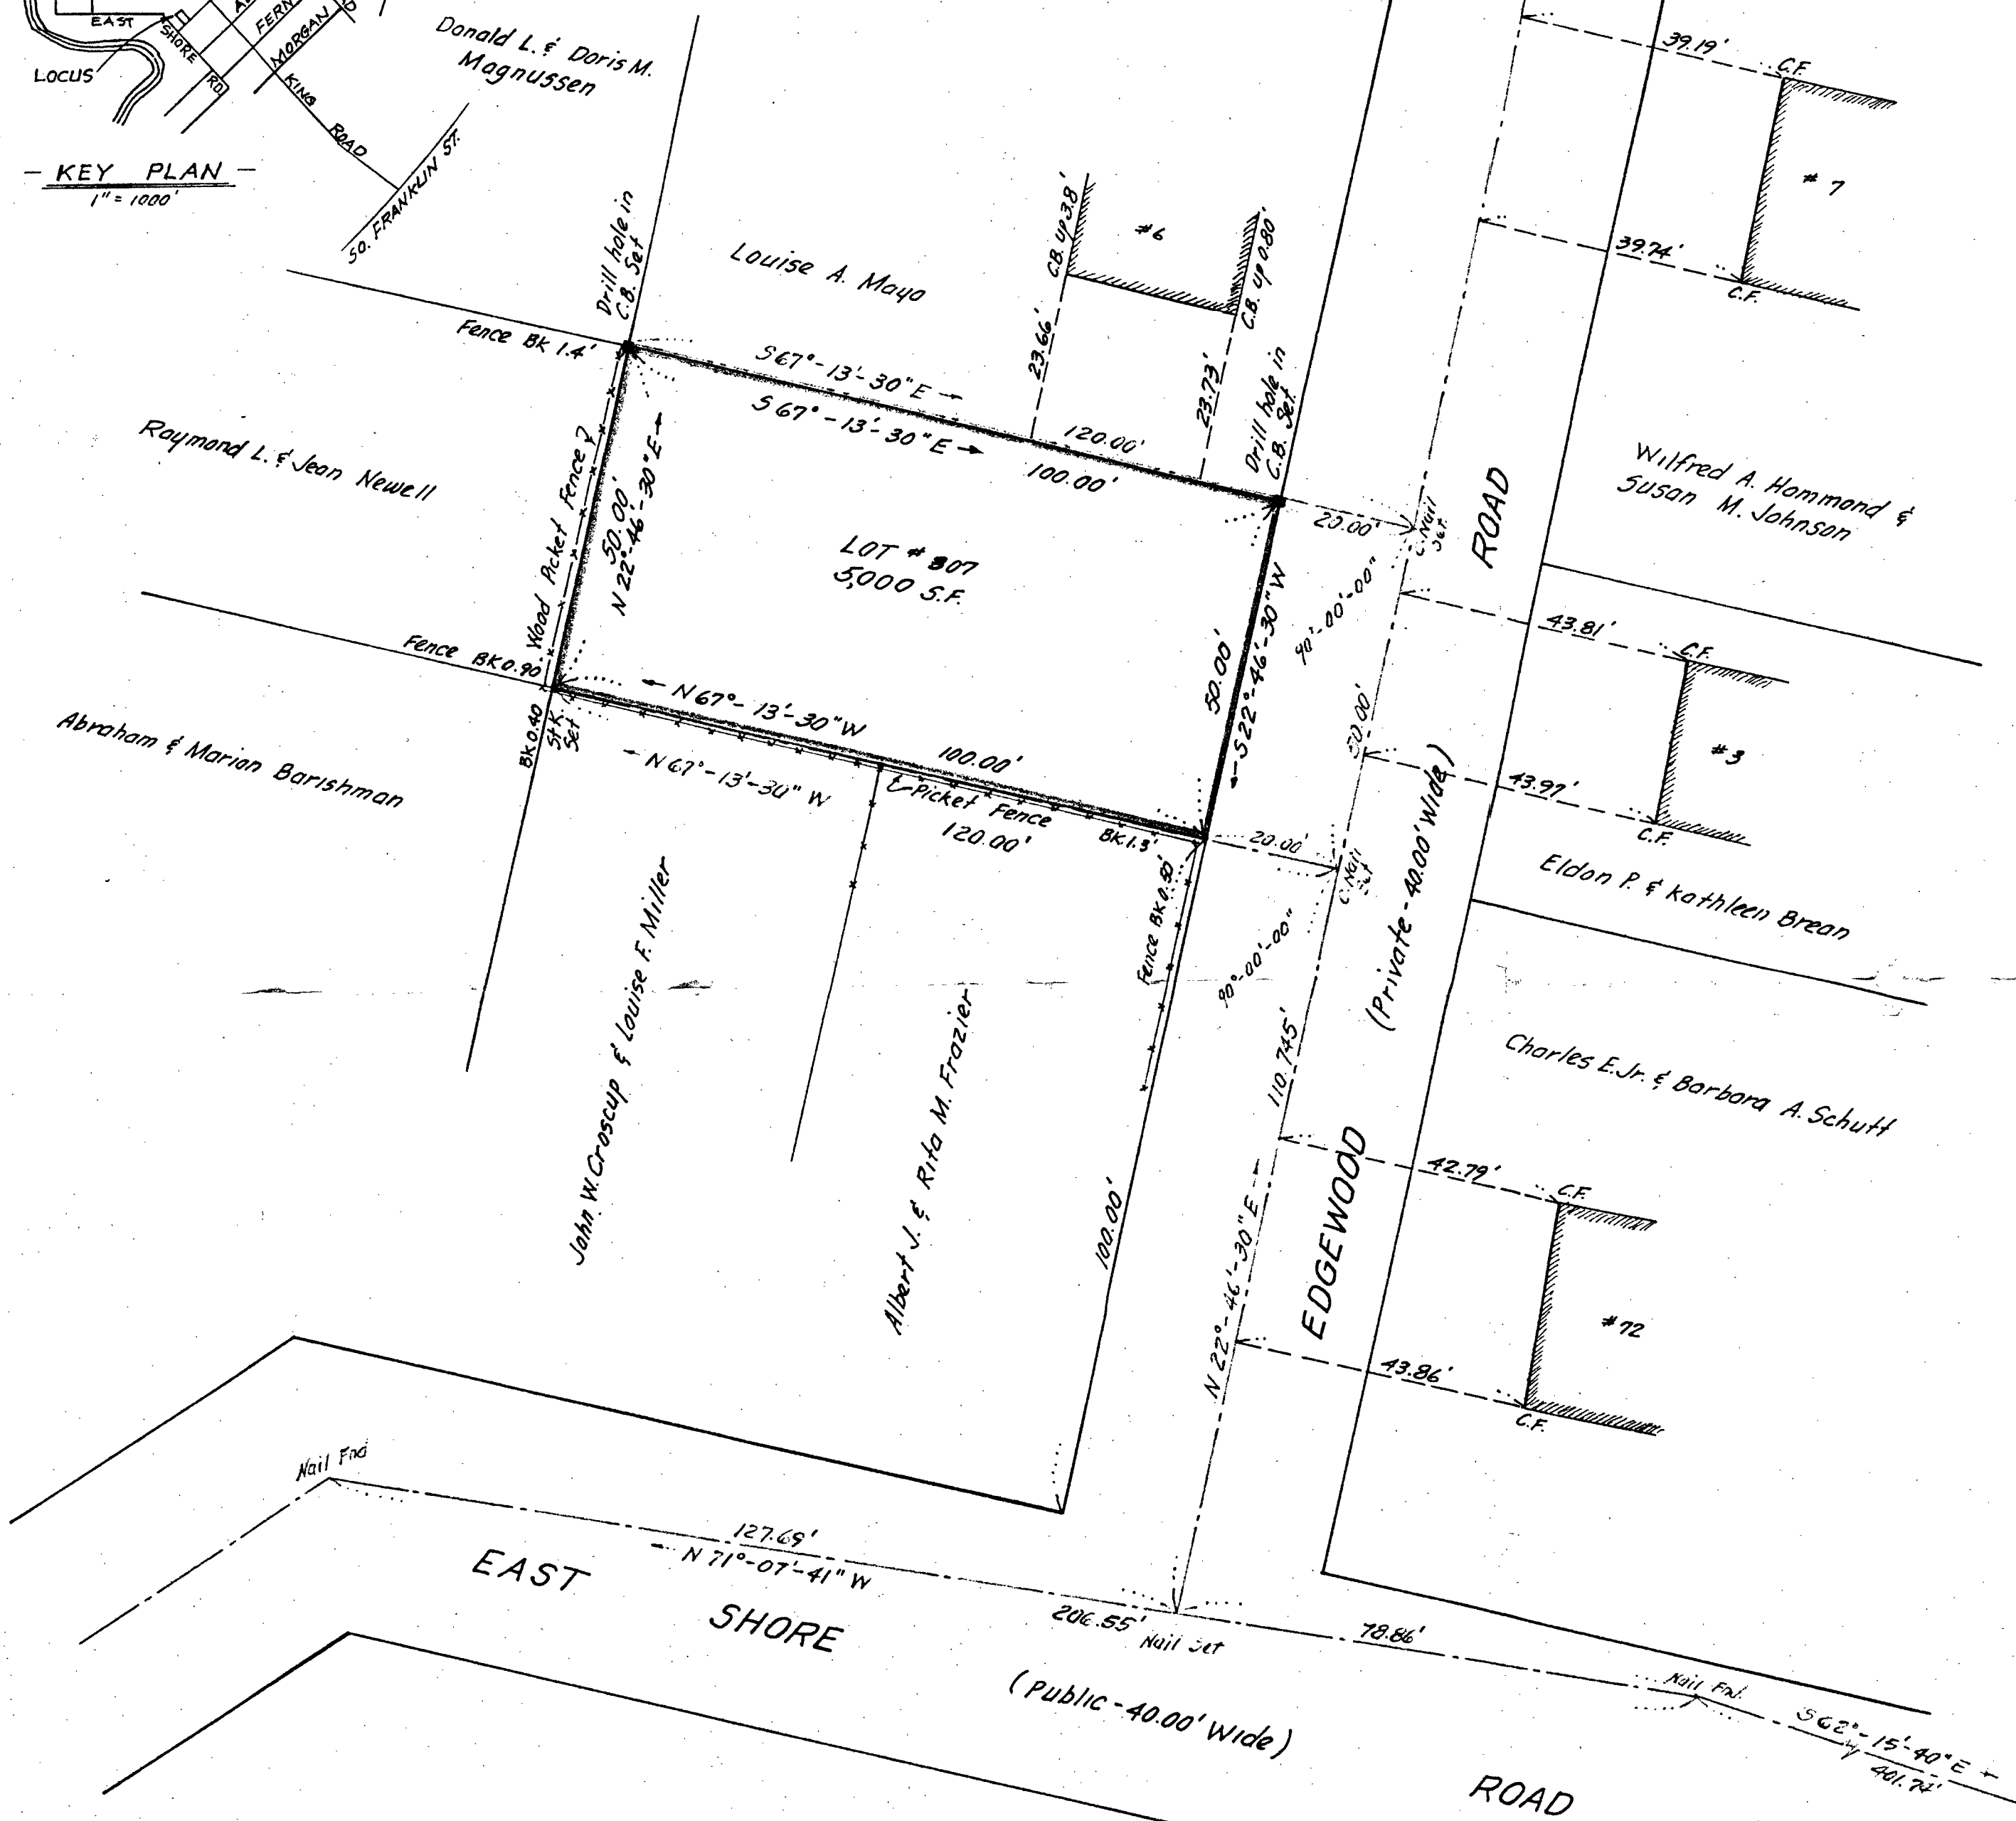 EAST
SHORE
RD.
FERN
MORGAN
KING
ROAD
SO. FRANKLIN ST.
LOCUS
- KEY PLAN -
1" = 1000'
Donald L. & Doris M.
Magnussen
Drill hole in
C.B. Set
Louise A. Mayo
C.B. up 3.8'
#6
C.B. up 0.80'
23.66'
23.73'
Drill hole in
C.B. Set
39.19'
C.F.
#7
39.74'
C.F.
Fence BK 1.4'
S 67°-13'-30" E
S 67°-13'-30" E
120.00'
100.00'
Raymond L. & Jean Newell
Wood Picket Fence
50.00'
N 22°-46'-30" E
LOT # 807
5,000 S.F.
20.00'
C. Nail
Set
90°-00'-00"
ROAD
Wilfred A. Hammond &
Susan M. Johnson
43.81'
C.F.
#3
43.97'
C.F.
Eldon P. & Kathleen Brean
50.00'
S 22°-46'-30" W
50.00'
Fence BK 0.90
BK 0.40
Stk.
Set
N 67°-13'-30" W
100.00'
N 67°-13'-30" W
Picket Fence
120.00'
BK 1.3'
Fence BK 0.50'
20.00'
C. Nail
Set
90°-00'-00"
(Private - 40.00' Wide)
Abraham & Marion Barishman
John W. Croscup & Louise F. Miller
Albert J. & Rita M. Frazier
100.00'
110.745'
N 22°-46'-30" E
EDGEWOOD
Charles E. Jr. & Barbara A. Schutt
42.79'
C.F.
#72
43.86'
C.F.
Nail Fnd
127.69'
N 71°-07'-41" W
206.55'
Nail Set
78.86'
Nail Fnd.
S 62°-15'-40" E
401.74'
EAST
SHORE
(Public - 40.00' Wide)
ROAD